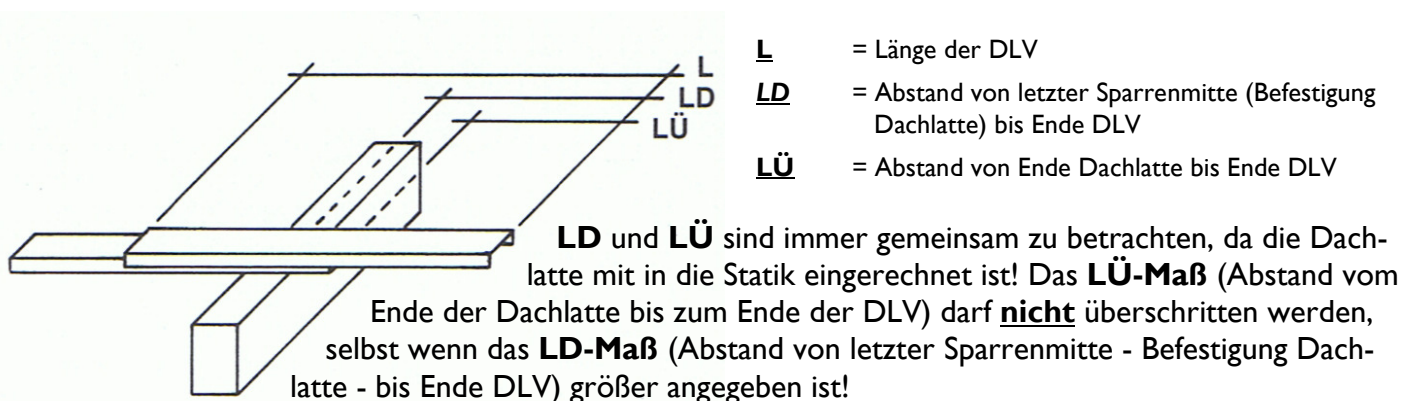 L
LD
LÜ
L = Länge der DLV
LD = Abstand von letzter Sparrenmitte (Befestigung
Dachlatte) bis Ende DLV
LÜ = Abstand von Ende Dachlatte bis Ende DLV
LD und LÜ sind immer gemeinsam zu betrachten, da die Dach-
latte mit in die Statik eingerechnet ist! Das LÜ-Maß (Abstand vom
Ende der Dachlatte bis zum Ende der DLV) darf nicht überschritten werden,
selbst wenn das LD-Maß (Abstand von letzter Sparrenmitte - Befestigung Dach-
latte - bis Ende DLV) größer angegeben ist!